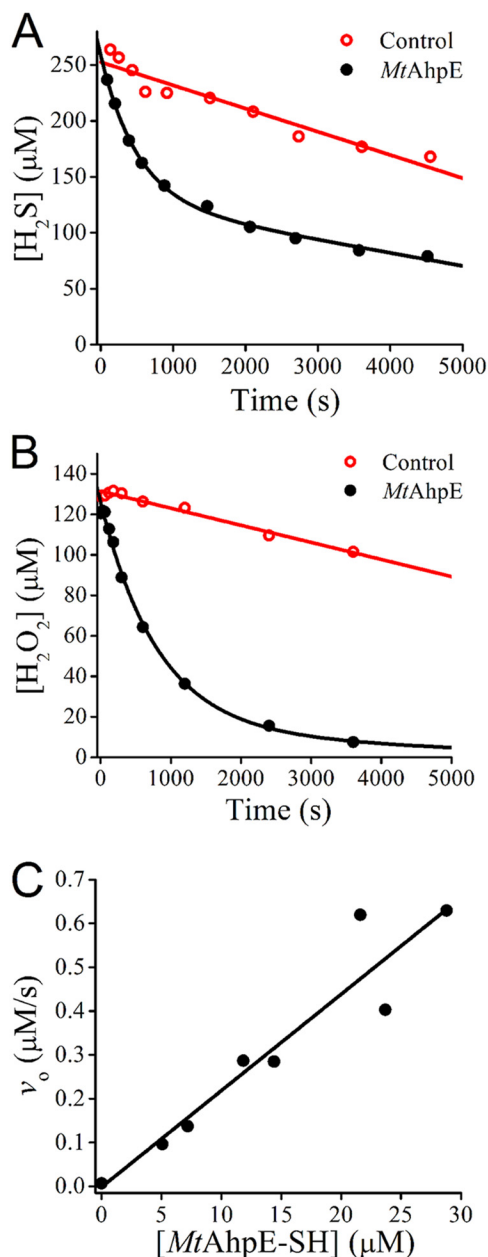 A
Control
MtAhpE
250
200
150
100
50
0
[H₂S] (μM)
0 1000 2000 3000 4000 5000
Time (s)
B
Control
MtAhpE
140
120
100
80
60
40
20
0
[H₂O₂] (μM)
0 1000 2000 3000 4000 5000
Time (s)
C
0.7
0.6
0.5
0.4
0.3
0.2
0.1
0.0
vₒ (μM/s)
0 5 10 15 20 25 30
[MtAhpE-SH] (μM)